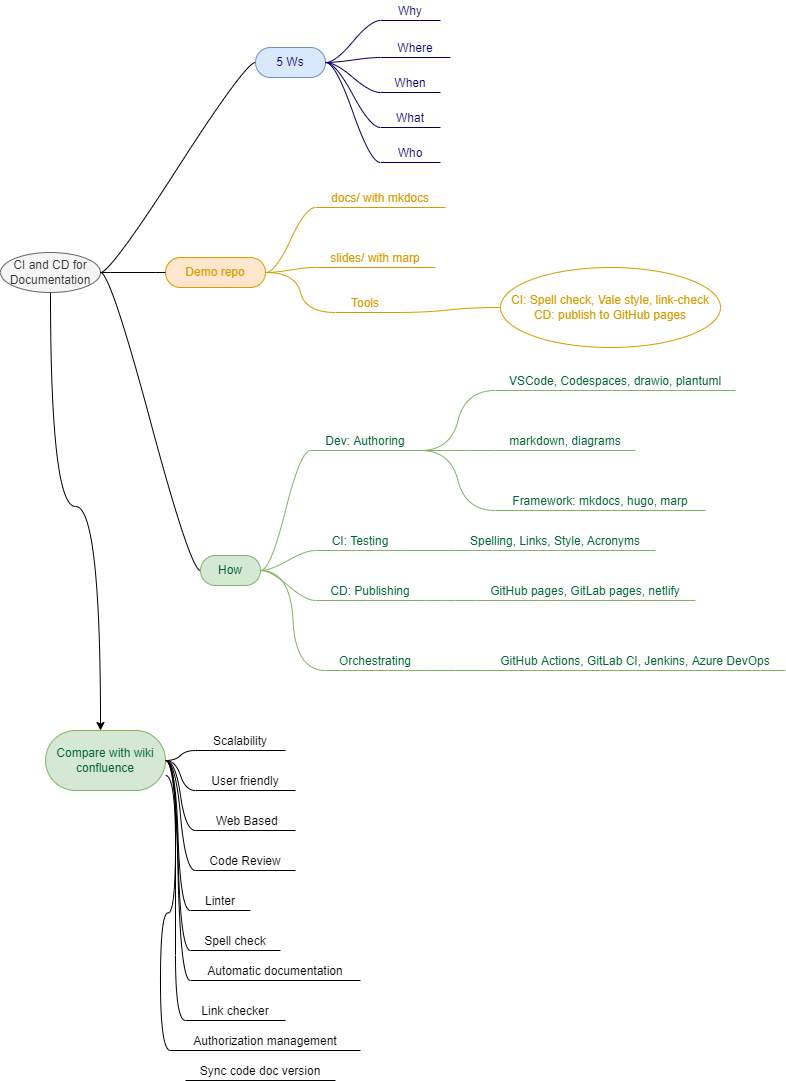 Why
Where
5 Ws
When
What
Who
docs/ with mkdocs
CI and CD for
Documentation
Demo repo
slides/ with marp
Tools
CI: Spell check, Vale style, link-check
CD: publish to GitHub pages
VSCode, Codespaces, drawio, plantuml
Dev: Authoring
markdown, diagrams
Framework: mkdocs, hugo, marp
How
CI: Testing
Spelling, Links, Style, Acronyms
CD: Publishing
GitHub pages, GitLab pages, netlify
Orchestrating
GitHub Actions, GitLab CI, Jenkins, Azure DevOps
Compare with wiki
confluence
Scalability
User friendly
Web Based
Code Review
Linter
Spell check
Automatic documentation
Link checker
Authorization management
Sync code doc version